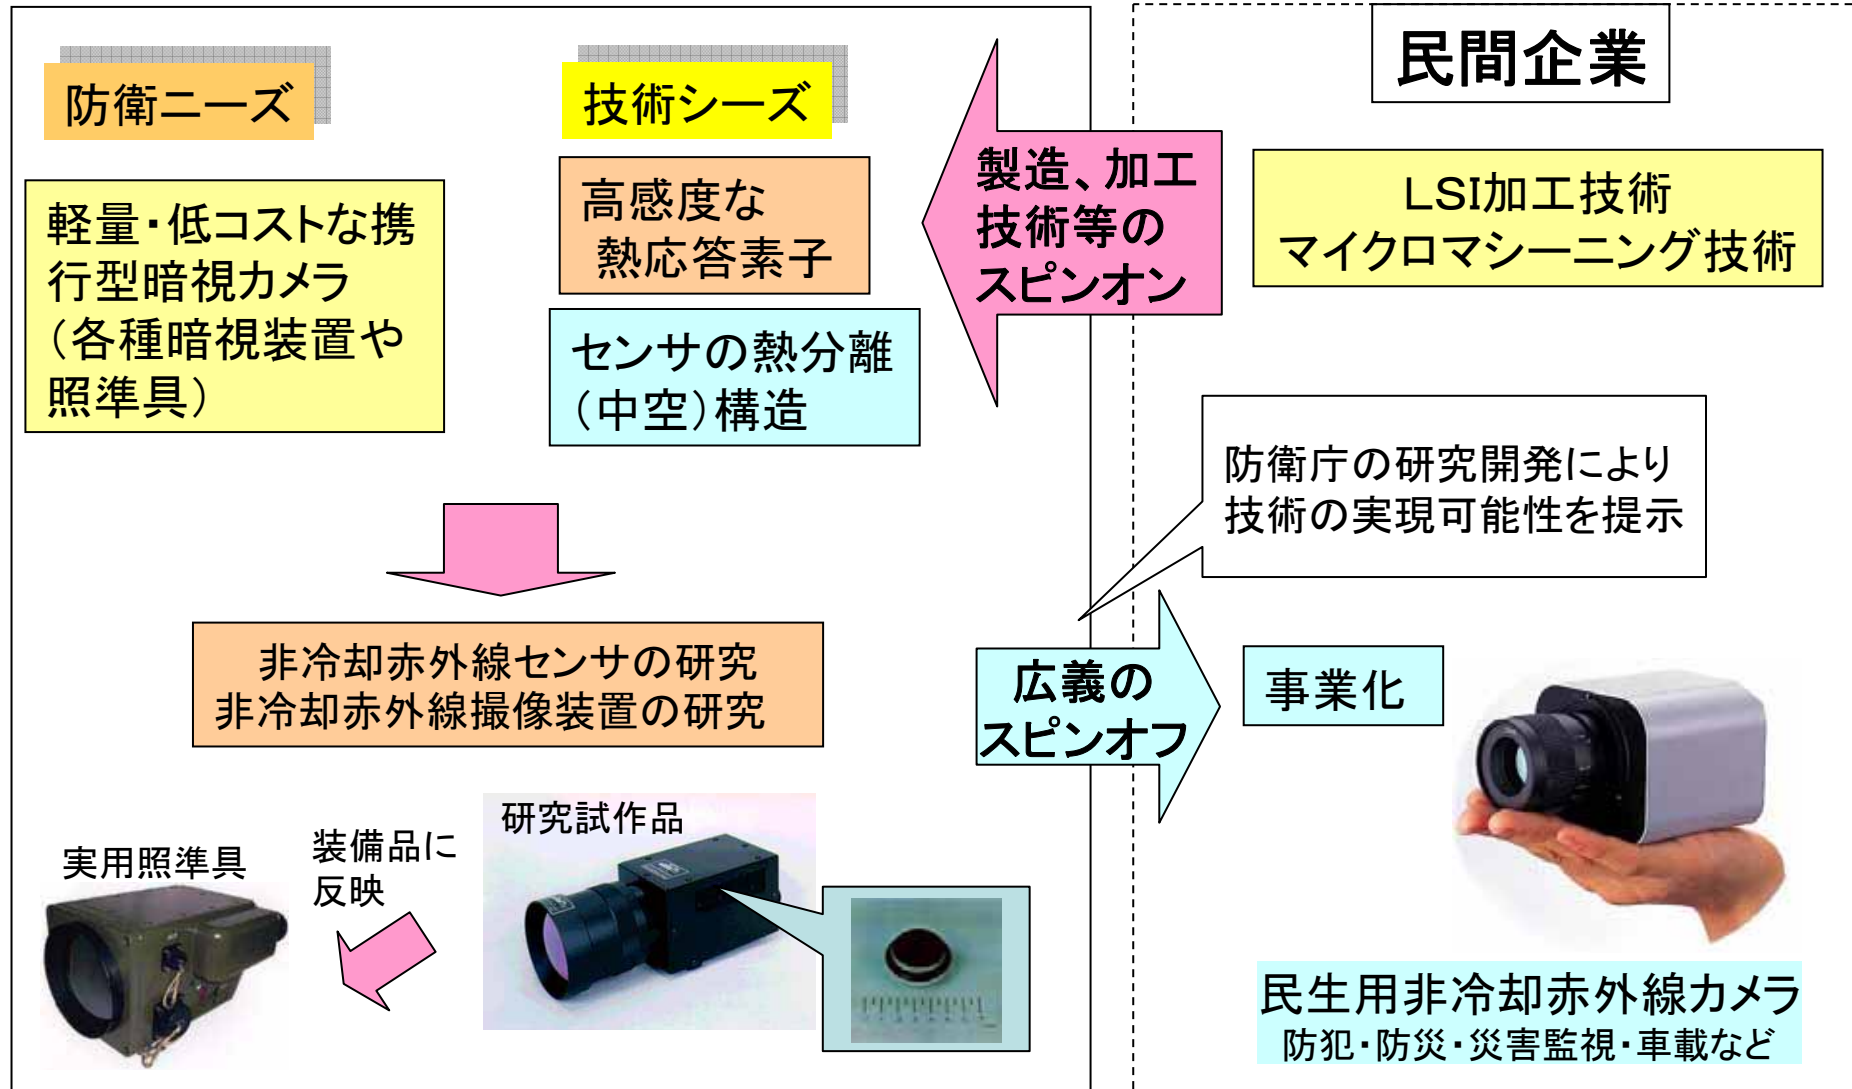 防衛ニーズ
軽量・低コストな携
行型暗視カメラ
(各種暗視装置や
照準具)
技術シーズ
高感度な
熱応答素子
センサの熱分離
(中空)構造
製造、加工
技術等の
スピンオン
民間企業
LSI加工技術
マイクロマシーニング技術
防衛庁の研究開発により
技術の実現可能性を提示
非冷却赤外線センサの研究
非冷却赤外線撮像装置の研究
広義の
スピンオフ
事業化
研究試作品
装備品に
反映
実用照準具
民生用非冷却赤外線カメラ
防犯・防災・災害監視・車載など